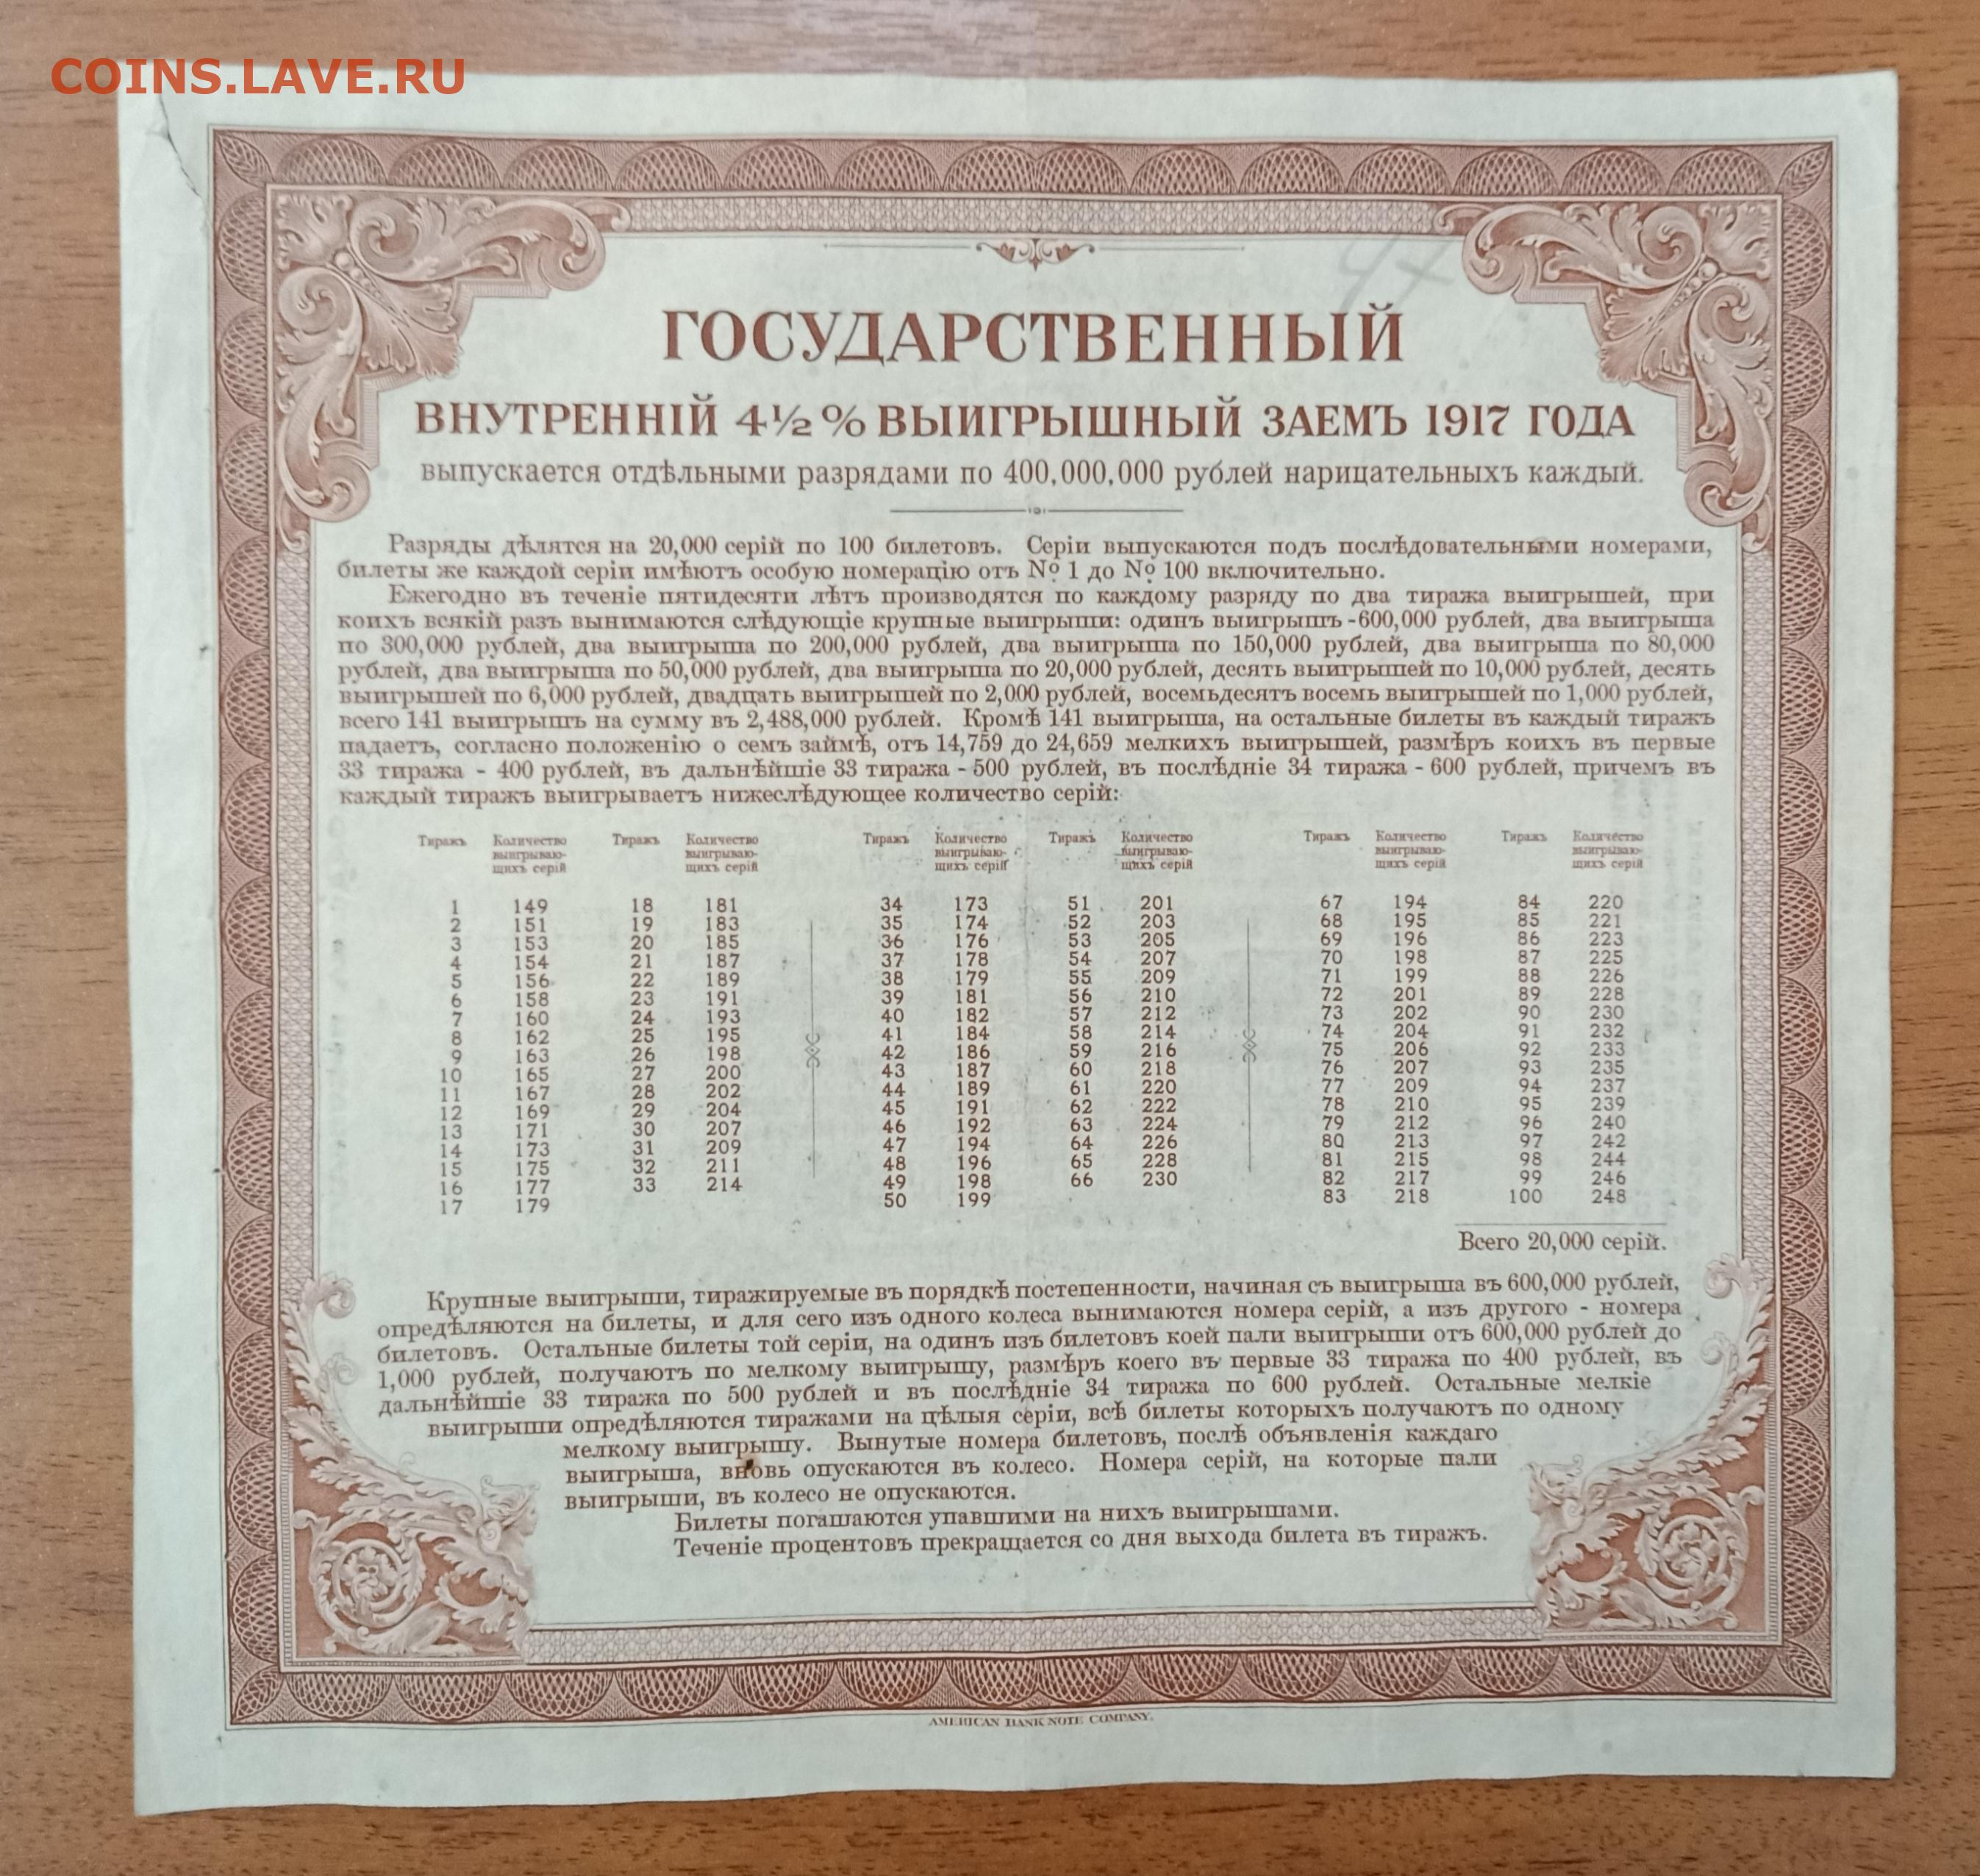 COINS.LAVE.RU
ГОСУДАРСТВЕННЫЙ
ВНУТРЕННІЙ 4½% ВЫИГРЫШНЫЙ ЗАЕМЪ 1917 ГОДА
выпускается отдѣльными разрядами по 400,000,000 рублей нарицательныхъ каждый.
Разряды дѣлятся на 20,000 серій по 100 билетовъ. Серіи выпускаются подъ послѣдовательными номерами,
билеты же каждой серіи имѣютъ особую номерацію отъ № 1 до № 100 включительно.
Ежегодно въ теченіе пятидесяти лѣтъ производятся по каждому разряду по два тиража выигрышей, при
коихъ всякій разъ вынимаются слѣдующіе крупные выигрыши: одинъ выигрышъ - 600,000 рублей, два выигрыша
по 300,000 рублей, два выигрыша по 200,000 рублей, два выигрыша по 150,000 рублей, два выигрыша по 80,000
рублей, два выигрыша по 50,000 рублей, два выигрыша по 20,000 рублей, десять выигрышей по 10,000 рублей, десять
выигрышей по 6,000 рублей, двадцать выигрышей по 2,000 рублей, восемьдесятъ восемь выигрышей по 1,000 рублей,
всего 141 выигрышъ на сумму въ 2,488,000 рублей. Кромѣ 141 выигрыша, на остальные билеты въ каждый тиражъ
падаетъ, согласно положенію о семъ займѣ, отъ 14,759 до 24,659 мелкихъ выигрышей, размѣръ коихъ въ первые
33 тиража - 400 рублей, въ дальнѣйшіе 33 тиража - 500 рублей, въ послѣдніе 34 тиража - 600 рублей, причемъ въ
каждый тиражъ выигрываетъ нижеслѣдующее количество серій:
Тиражъ Количество Тиражъ Количество Тиражъ Количество Тиражъ Количество Тиражъ Количество Тиражъ Количество
выигрываю- выигрываю- выигрываю- выигрываю- выигрываю- выигрываю-
щихъ серій щихъ серій щихъ серій щихъ серій щихъ серій щихъ серій
1 149 18 181 34 173 51 201 67 194 84 220
2 151 19 183 35 174 52 203 68 195 85 221
3 153 20 185 36 176 53 205 69 196 86 223
4 154 21 187 37 178 54 207 70 198 87 225
5 156 22 189 38 179 55 209 71 199 88 226
6 158 23 191 39 181 56 210 72 201 89 228
7 160 24 193 40 182 57 212 73 202 90 230
8 162 25 195 41 184 58 214 74 204 91 232
9 163 26 198 42 186 59 216 75 206 92 233
10 165 27 200 43 187 60 218 76 207 93 235
11 167 28 202 44 189 61 220 77 209 94 237
12 169 29 204 45 191 62 222 78 210 95 239
13 171 30 207 46 192 63 224 79 212 96 240
14 173 31 209 47 194 64 226 80 213 97 242
15 175 32 211 48 196 65 228 81 215 98 244
16 177 33 214 49 198 66 230 82 217 99 246
17 179 50 199 83 218 100 248
Всего 20,000 серій.
Крупные выигрыши, тиражируемые въ порядкѣ постепенности, начиная съ выигрыша въ 600,000 рублей,
опредѣляются на билеты, и для сего изъ одного колеса вынимаются номера серій, а изъ другого - номера
билетовъ. Остальные билеты той серіи, на одинъ изъ билетовъ коей пали выигрыши отъ 600,000 рублей до
1,000 рублей, получаютъ по мелкому выигрышу, размѣръ коего въ первые 33 тиража по 400 рублей, въ
дальнѣйшіе 33 тиража по 500 рублей и въ послѣдніе 34 тиража по 600 рублей. Остальные мелкіе
выигрыши опредѣляются тиражами на цѣлыя серіи, всѣ билеты которыхъ получаютъ по одному
мелкому выигрышу. Вынутые номера билетовъ, послѣ объявленія каждаго
выигрыша, вновь опускаются въ колесо. Номера серій, на которые пали
выигрыши, въ колесо не опускаются.
Билеты погашаются упавшими на нихъ выигрышами.
Теченіе процентовъ прекращается со дня выхода билета въ тиражъ.
AMERICAN BANK NOTE COMPANY.